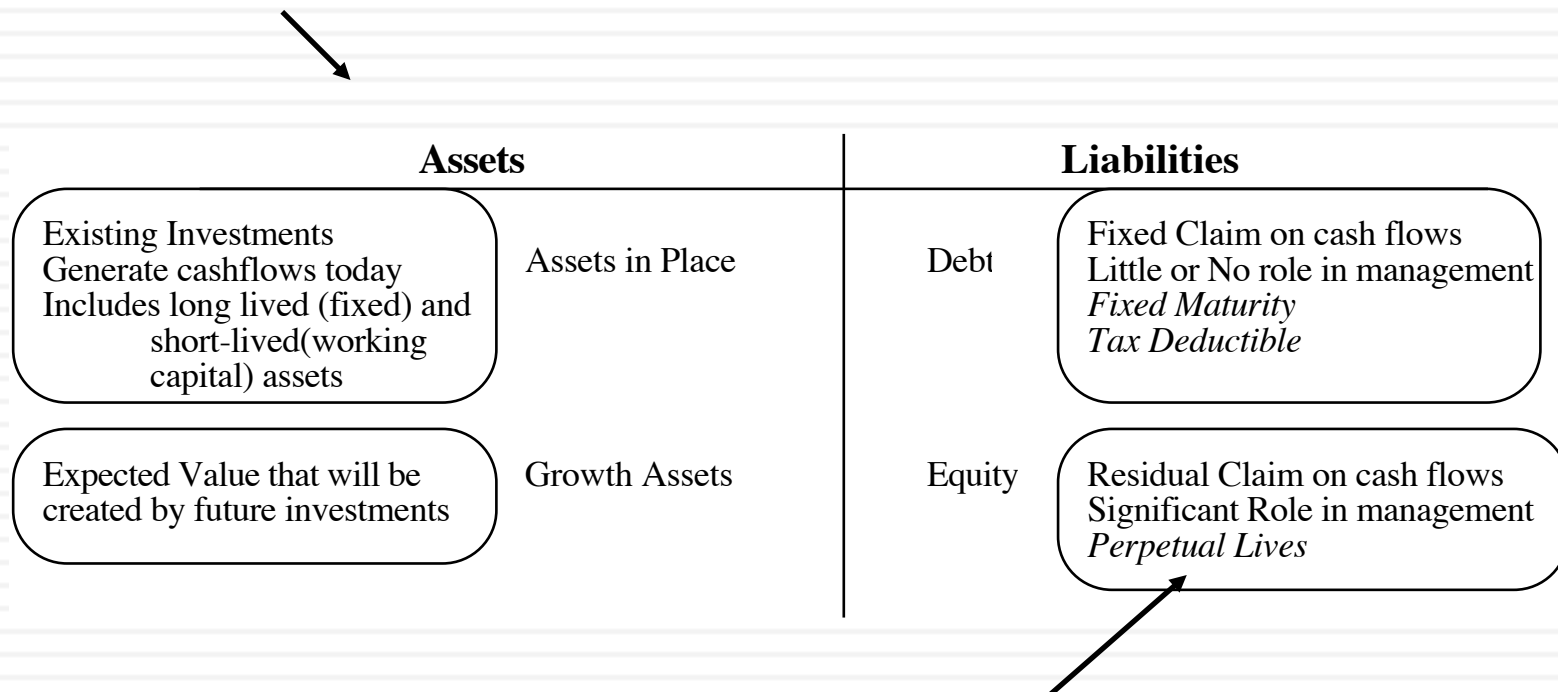 Assets
Liabilities
Existing Investments
Generate cashflows today
Includes long lived (fixed) and
short-lived(working
capital) assets
Assets in Place
Debt
Fixed Claim on cash flows
Little or No role in management
Fixed Maturity
Tax Deductible
Expected Value that will be
created by future investments
Growth Assets
Equity
Residual Claim on cash flows
Significant Role in management
Perpetual Lives